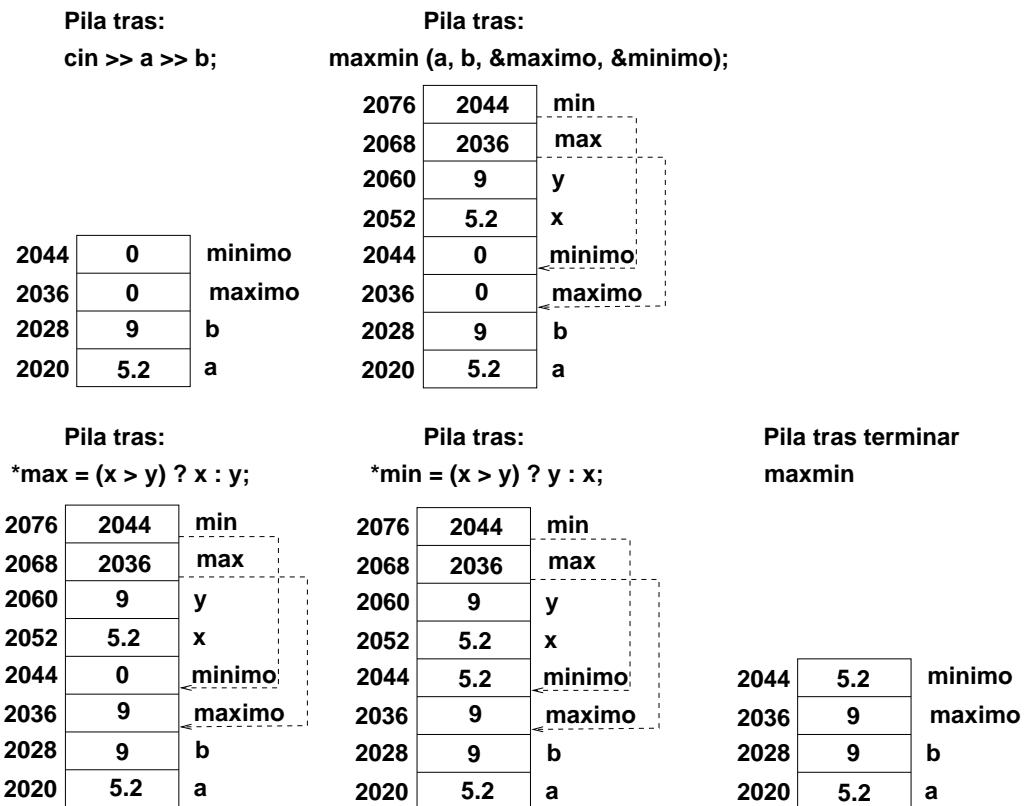 Pila tras:
cin >> a >> b;
2044 0 minimo
2036 0 maximo
2028 9 b
2020 5.2 a
Pila tras:
maxmin (a, b, &maximo, &minimo);
2076 2044 min
2068 2036 max
2060 9 y
2052 5.2 x
2044 0 minimo
2036 0 maximo
2028 9 b
2020 5.2 a
Pila tras:
*max = (x > y) ? x : y;
2076 2044 min
2068 2036 max
2060 9 y
2052 5.2 x
2044 0 minimo
2036 9 maximo
2028 9 b
2020 5.2 a
Pila tras:
*min = (x > y) ? y : x;
2076 2044 min
2068 2036 max
2060 9 y
2052 5.2 x
2044 5.2 minimo
2036 9 maximo
2028 9 b
2020 5.2 a
Pila tras terminar
maxmin
2044 5.2 minimo
2036 9 maximo
2028 9 b
2020 5.2 a